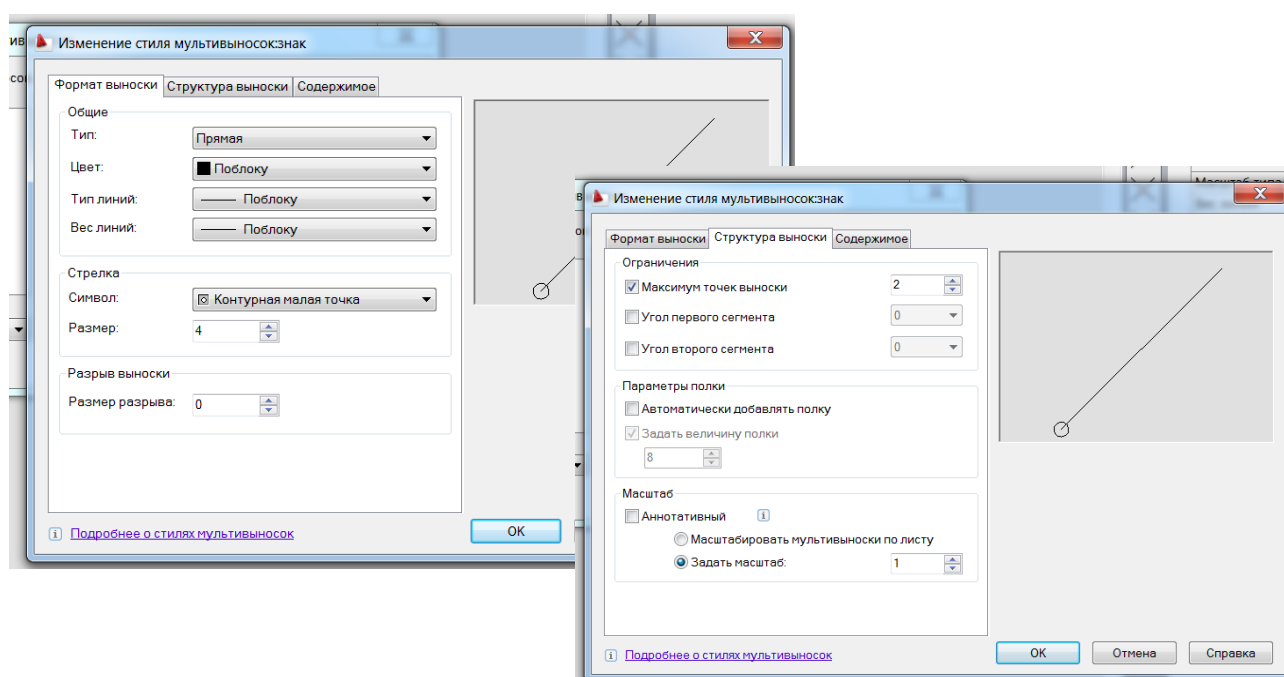 Изменение стиля мультивыносок:знак
Формат выноски Структура выноски Содержимое
Общие
Тип: Прямая
Цвет: Поблоку
Тип линий: Поблоку
Вес линий: Поблоку
Стрелка
Символ: Контурная малая точка
Размер: 4
Разрыв выноски
Размер разрыва: 0
Подробнее о стилях мультивыносок
OK
Изменение стиля мультивыносок:знак
Формат выноски Структура выноски Содержимое
Ограничения
Максимум точек выноски 2
Угол первого сегмента 0
Угол второго сегмента 0
Параметры полки
Автоматически добавлять полку
Задать величину полки
8
Масштаб
Аннотативный
Масштабировать мультивыноски по листу
Задать масштаб: 1
Подробнее о стилях мультивыносок
OK Отмена Справка